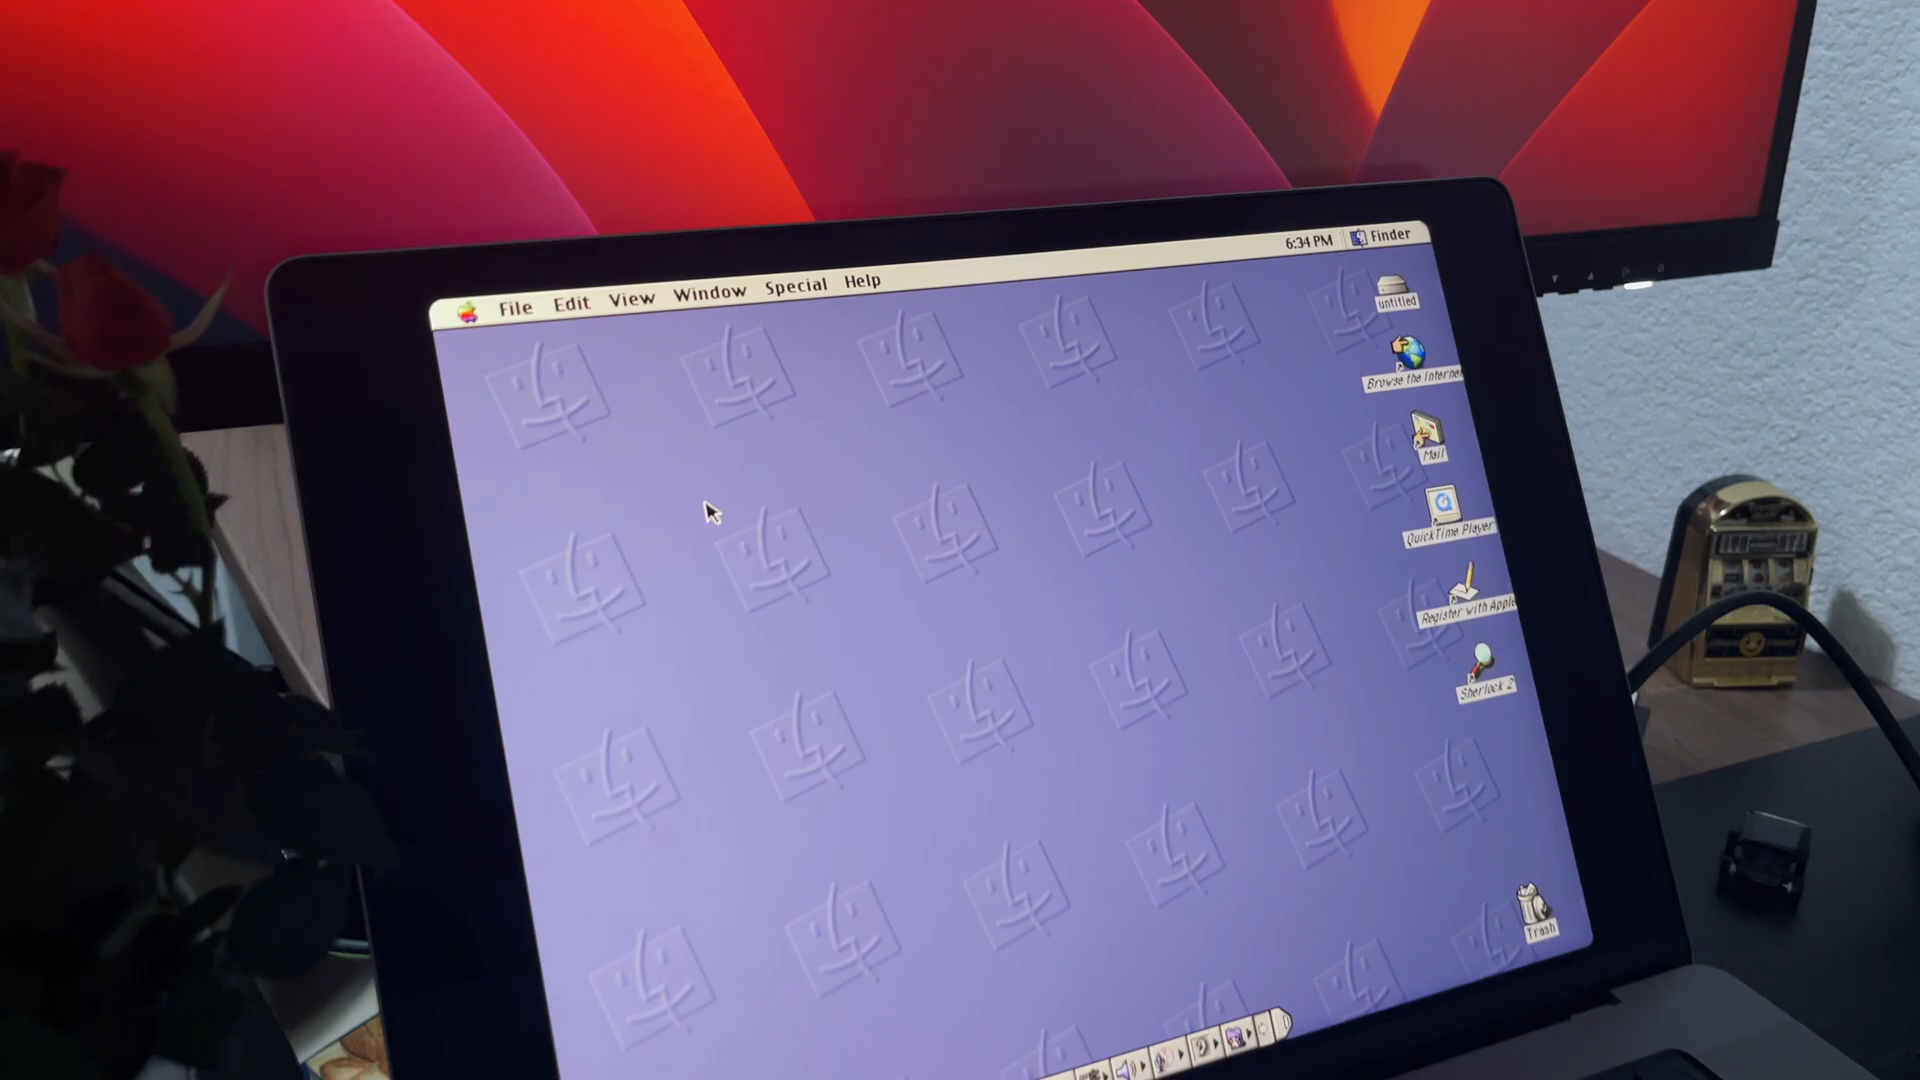 File Edit View Window Special Help 6:34 PM Finder
untitled
Browse the Internet
Mail
QuickTime Player
Register with Apple
Sherlock 2
Trash